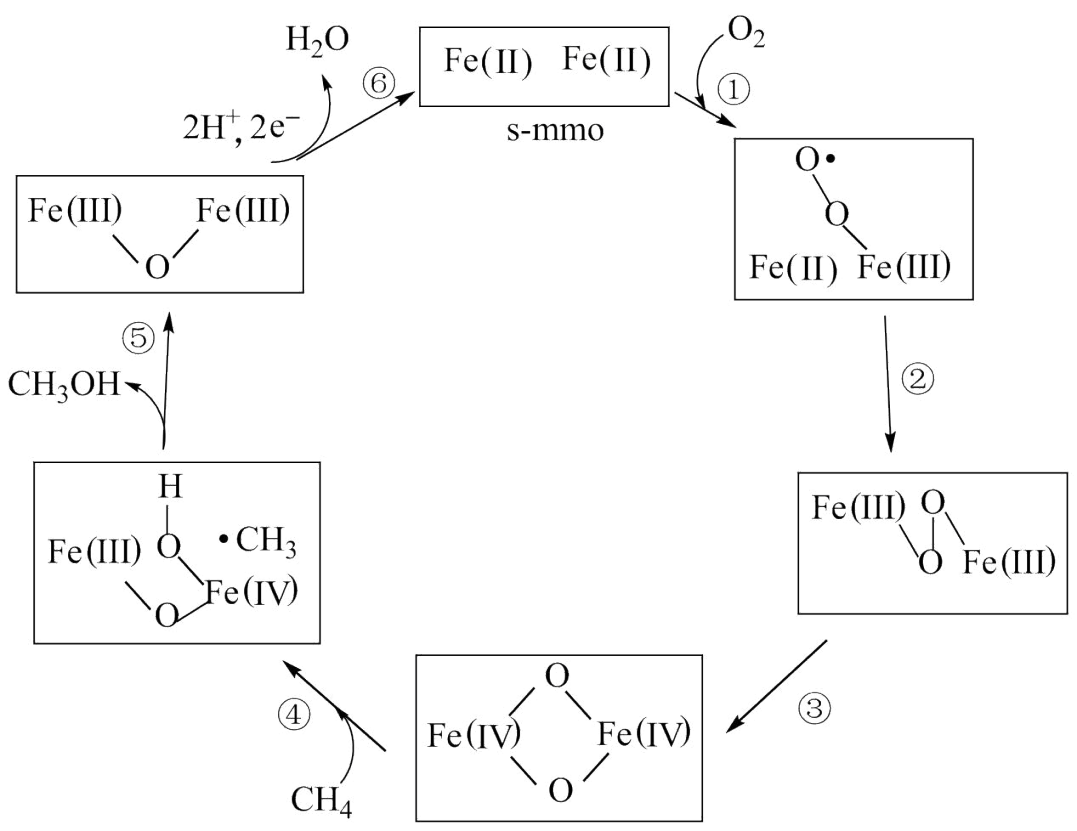 Fe(II) Fe(II)
s-mmo
O₂
①
O•
O
Fe(II) Fe(III)
②
Fe(III) O
O Fe(III)
③
O
Fe(IV) Fe(IV)
O
④
CH₄
H
O •CH₃
Fe(III)
Fe(IV)
O
⑤
CH₃OH
Fe(III) Fe(III)
O
⑥
2H⁺, 2e⁻
H₂O